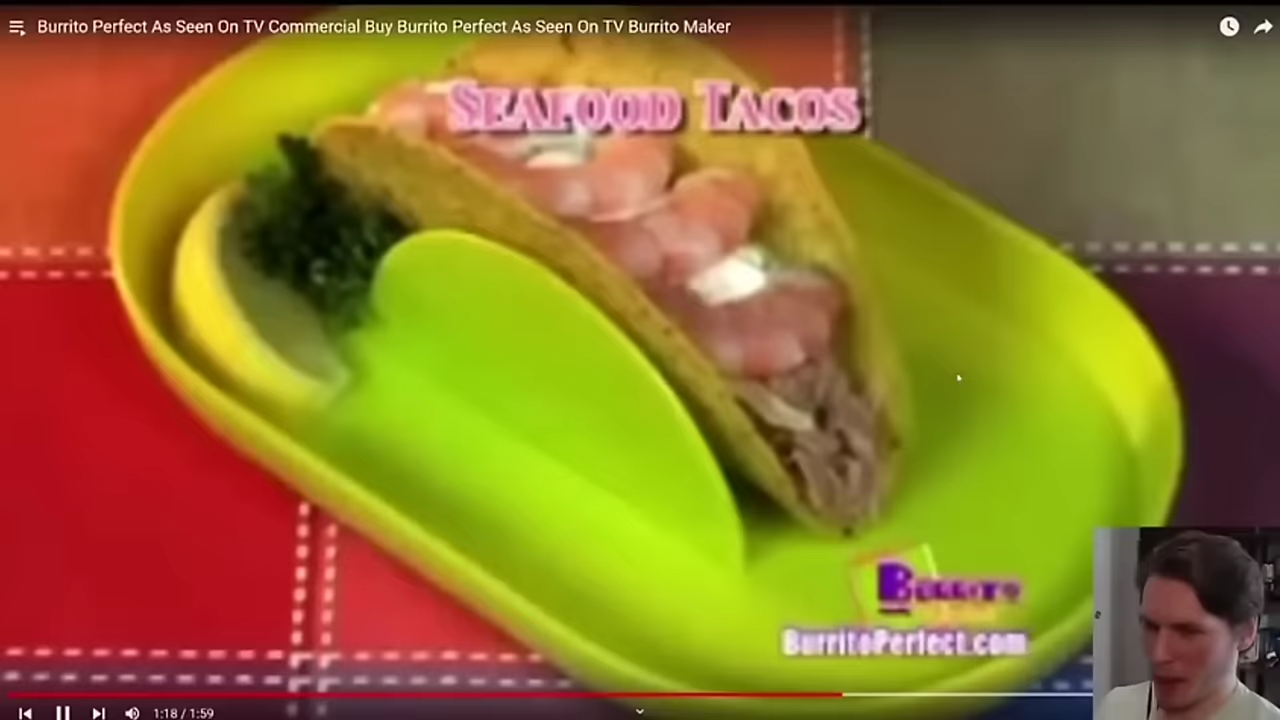 Burrito Perfect As Seen On TV Commercial Buy Burrito Perfect As Seen On TV Burrito Maker
SEAFOOD TACOS
BURRITO
BurritoPerfect.com
1:18 / 1:59